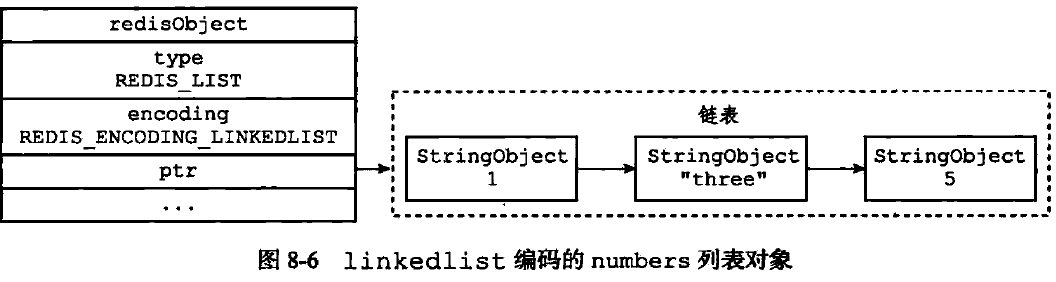 redisObject
type
REDIS_LIST
encoding
REDIS_ENCODING_LINKEDLIST
ptr
...
链表
StringObject
1
StringObject
"three"
StringObject
5
图 8-6 linkedlist 编码的 numbers 列表对象